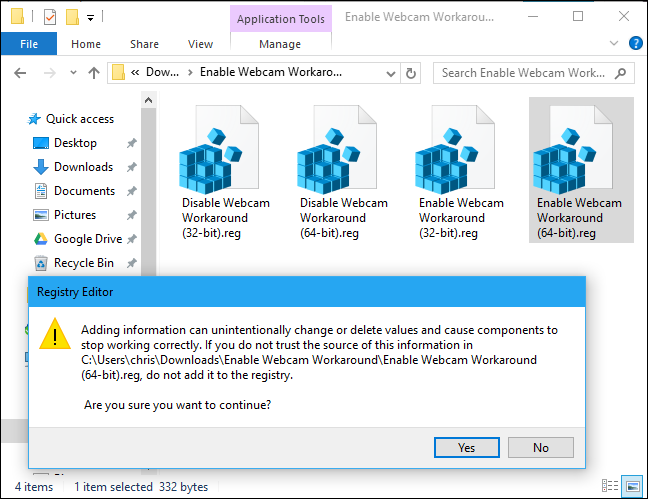 Application Tools
Enable Webcam Workarou...
File
Home
Share
View
Manage
?
« Dow...
Enable Webcam Workaro...
Search Enable Webcam Work...
Quick access
Desktop
Downloads
Documents
Pictures
Google Drive
Recycle Bin
Disable Webcam
Workaround
(32-bit).reg
Disable Webcam
Workaround
(64-bit).reg
Enable Webcam
Workaround
(32-bit).reg
Enable Webcam
Workaround
(64-bit).reg
Registry Editor
Adding information can unintentionally change or delete values and cause components to
stop working correctly. If you do not trust the source of this information in
C:\Users\chris\Downloads\Enable Webcam Workaround\Enable Webcam Workaround
(64-bit).reg, do not add it to the registry.
Are you sure you want to continue?
Yes
No
4 items
1 item selected 332 bytes